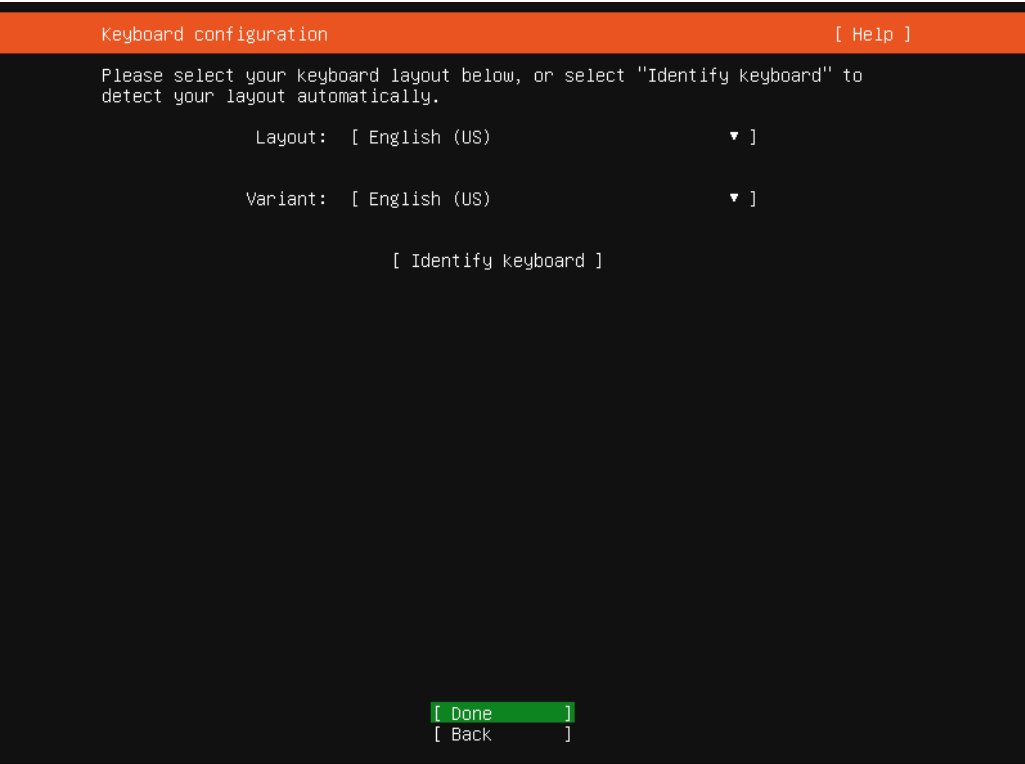 Keyboard configuration [ Help ]
Please select your keyboard layout below, or select "Identify keyboard" to
detect your layout automatically.
Layout: [ English (US) ▾ ]
Variant: [ English (US) ▾ ]
[ Identify keyboard ]
[ Done ]
[ Back ]